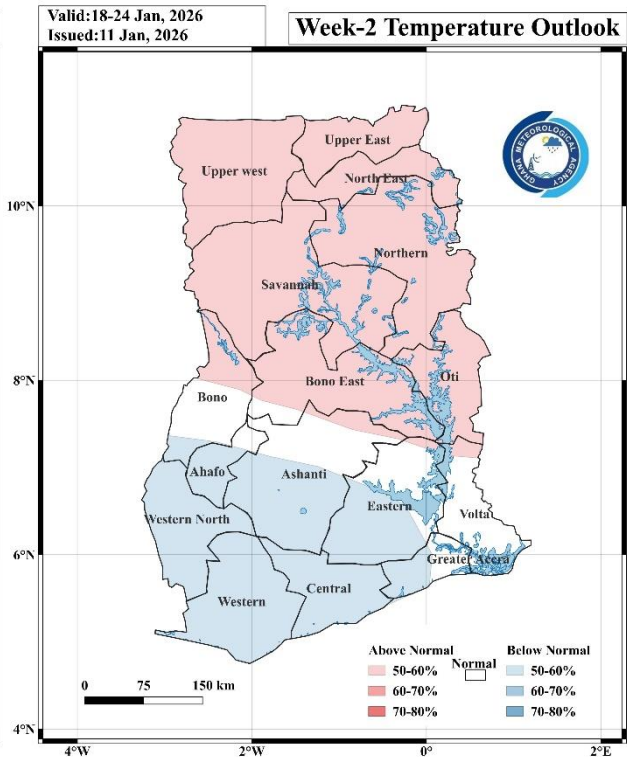 Valid:18-24 Jan, 2026
Issued:11 Jan, 2026
Week-2 Temperature Outlook
GHANA METEOROLOGICAL AGENCY
Upper East
Upper west
North East
10°N
Northern
Savannah
8°N
Oti
Bono East
Bono
Ahafo
Ashanti
Eastern
Volta
Western North
6°N
Greater Accra
Central
Western
Above Normal
Normal
Below Normal
50-60%
50-60%
60-70%
60-70%
70-80%
70-80%
0 75 150 km
4°N
4°W
2°W
0°
2°E